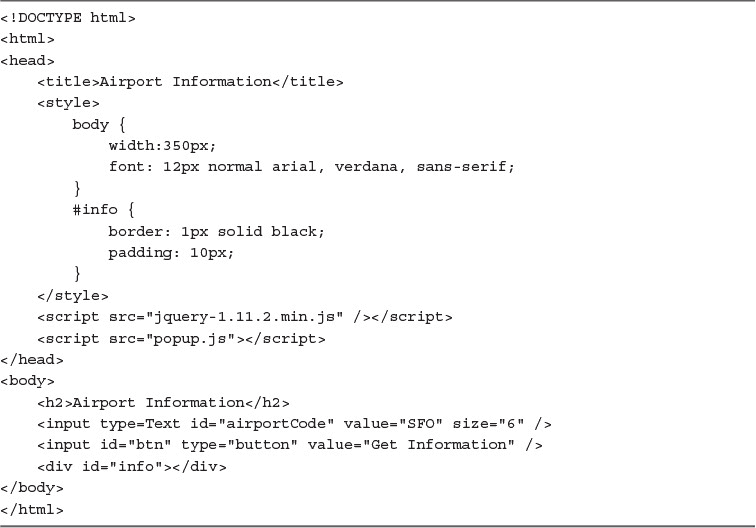 <!DOCTYPE html>
<html>
<head>
    <title>Airport Information</title>
    <style>
        body {
            width:350px;
            font: 12px normal arial, verdana, sans-serif;
        }
        #info {
            border: 1px solid black;
            padding: 10px;
        }
    </style>
    <script src="jquery-1.11.2.min.js" /></script>
    <script src="popup.js"></script>
</head>
<body>
    <h2>Airport Information</h2>
    <input type=Text id="airportCode" value="SFO" size="6" />
    <input id="btn" type="button" value="Get Information" />
    <div id="info"></div>
</body>
</html>